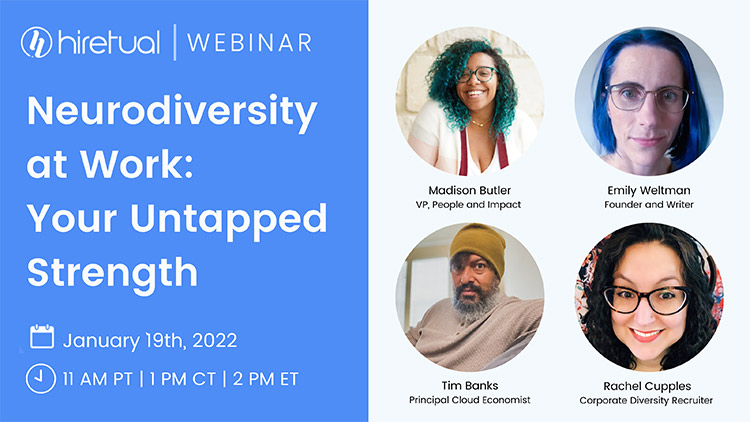 hiretual | WEBINAR
Neurodiversity
at Work:
Your Untapped
Strength
January 19th, 2022
11 AM PT | 1 PM CT | 2 PM ET
Madison Butler
VP, People and Impact
Emily Weltman
Founder and Writer
Tim Banks
Principal Cloud Economist
Rachel Cupples
Corporate Diversity Recruiter